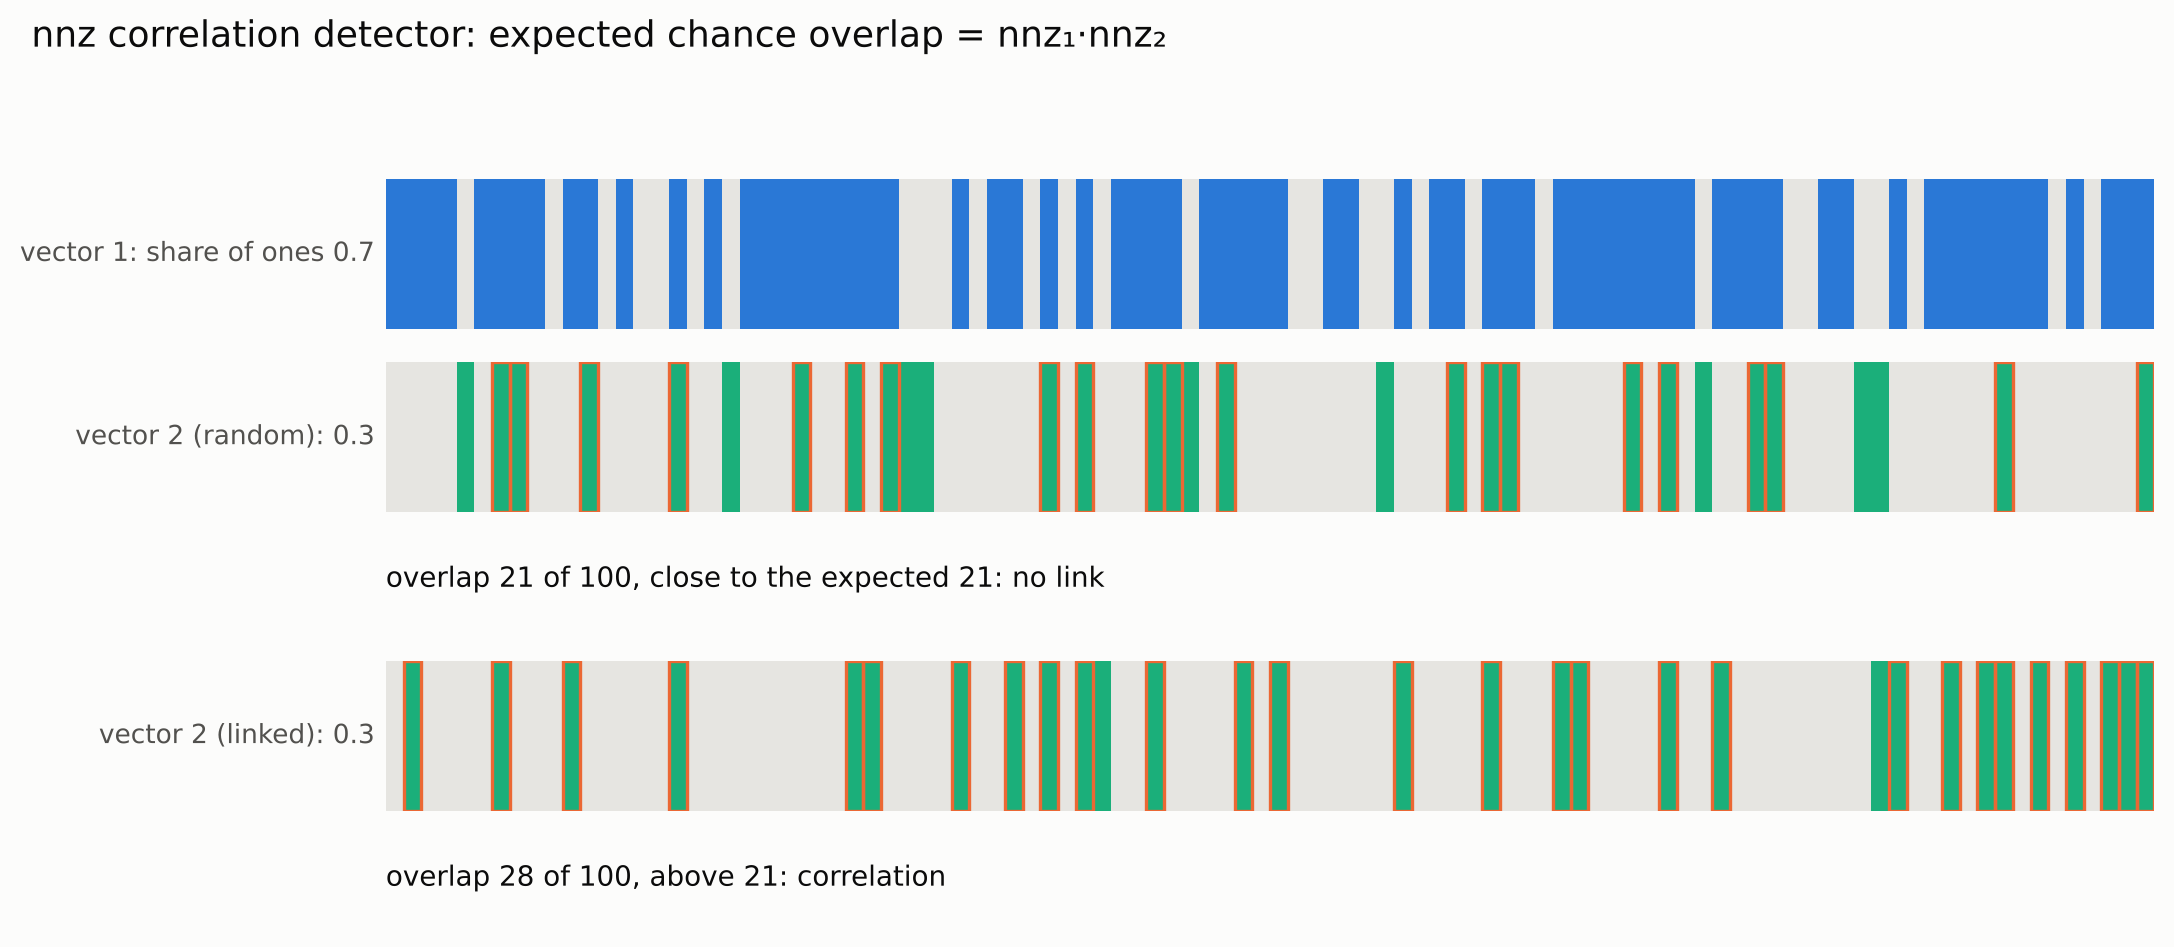 nnz correlation detector: expected chance overlap = nnz₁·nnz₂
vector 1: share of ones 0.7
vector 2 (random): 0.3
overlap 21 of 100, close to the expected 21: no link
vector 2 (linked): 0.3
overlap 28 of 100, above 21: correlation